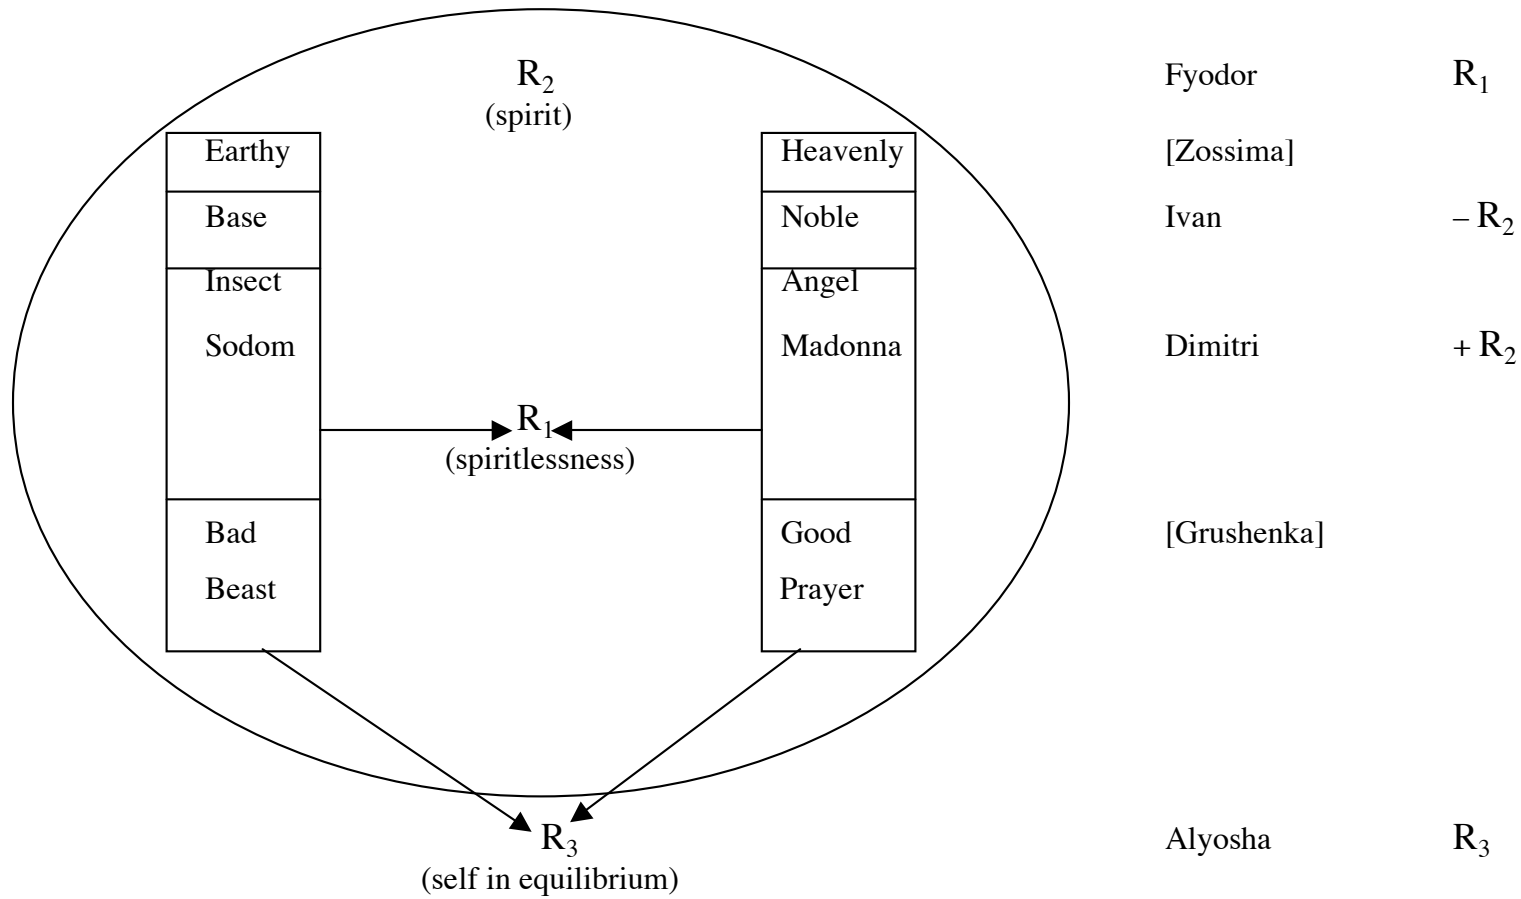 R₂ Fyodor R₁
(spirit)
Earthy Heavenly [Zossima]
Base Noble Ivan – R₂
Insect Angel
Sodom Madonna Dimitri + R₂
R₁
(spiritlessness)
Bad Good [Grushenka]
Beast Prayer
R₃ Alyosha R₃
(self in equilibrium)